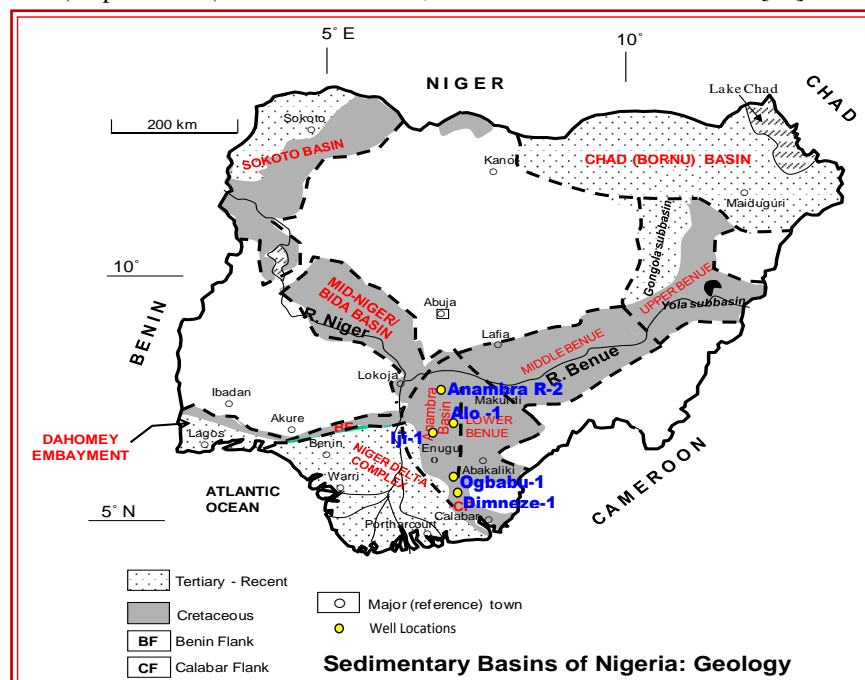 5° E
10°
NIGER
CHAD
Lake Chad
200 km
Sokoto
SOKOTO BASIN
Kano
CHAD (BORNU) BASIN
Maiduguri
Gongola subbasin
10°
MID-NIGER/
BIDA BASIN
Abuja
UPPER BENUE
Yola subbasin
R. Niger
Lafia
MIDDLE BENUE
R. Benue
BENIN
Lokoja
Anambra R-2
Makurdi
Ibadan
Anambra
Basin
Alo -1
LOWER
BENUE
Akure
BF
Iji-1
DAHOMEY
EMBAYMENT
Lagos
Benin
Enugu
NIGER DELTA
COMPLEX
Abakaliki
Warri
Ogbabu-1
ATLANTIC
OCEAN
Dimneze-1
CF
CAMEROON
5° N
Calabar
Portharcourt
Tertiary - Recent
Cretaceous
BF Benin Flank
CF Calabar Flank
Major (reference) town
Well Locations
Sedimentary Basins of Nigeria: Geology